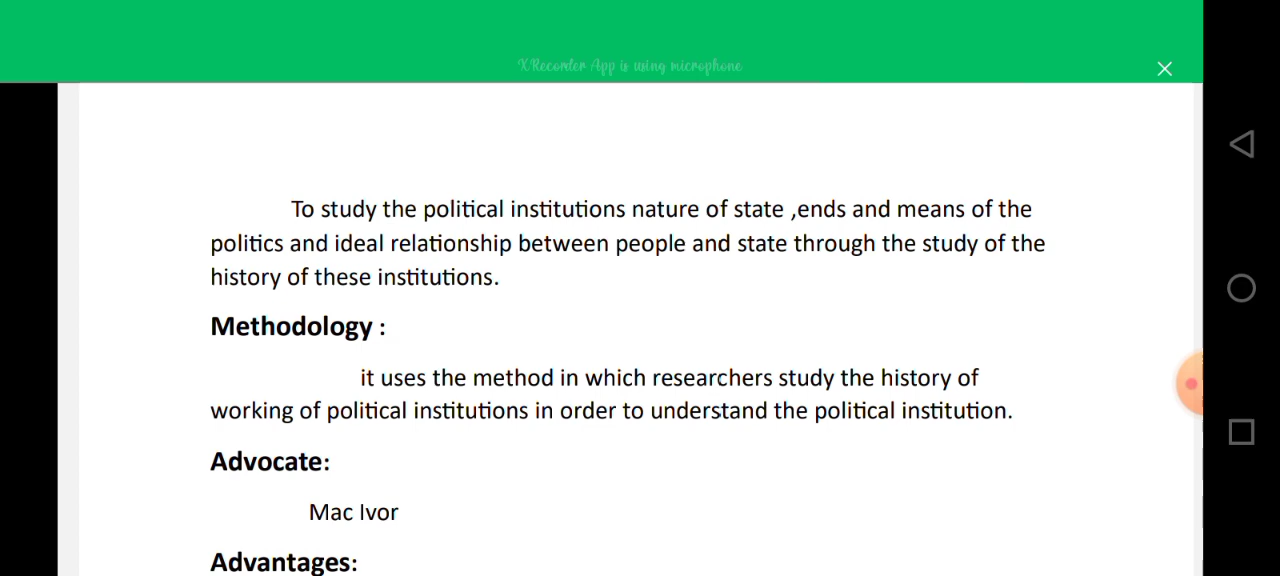 XRecorder App is using microphone
To study the political institutions nature of state ,ends and means of the
politics and ideal relationship between people and state through the study of the
history of these institutions.
Methodology :
it uses the method in which researchers study the history of
working of political institutions in order to understand the political institution.
Advocate:
Mac Ivor
Advantages: